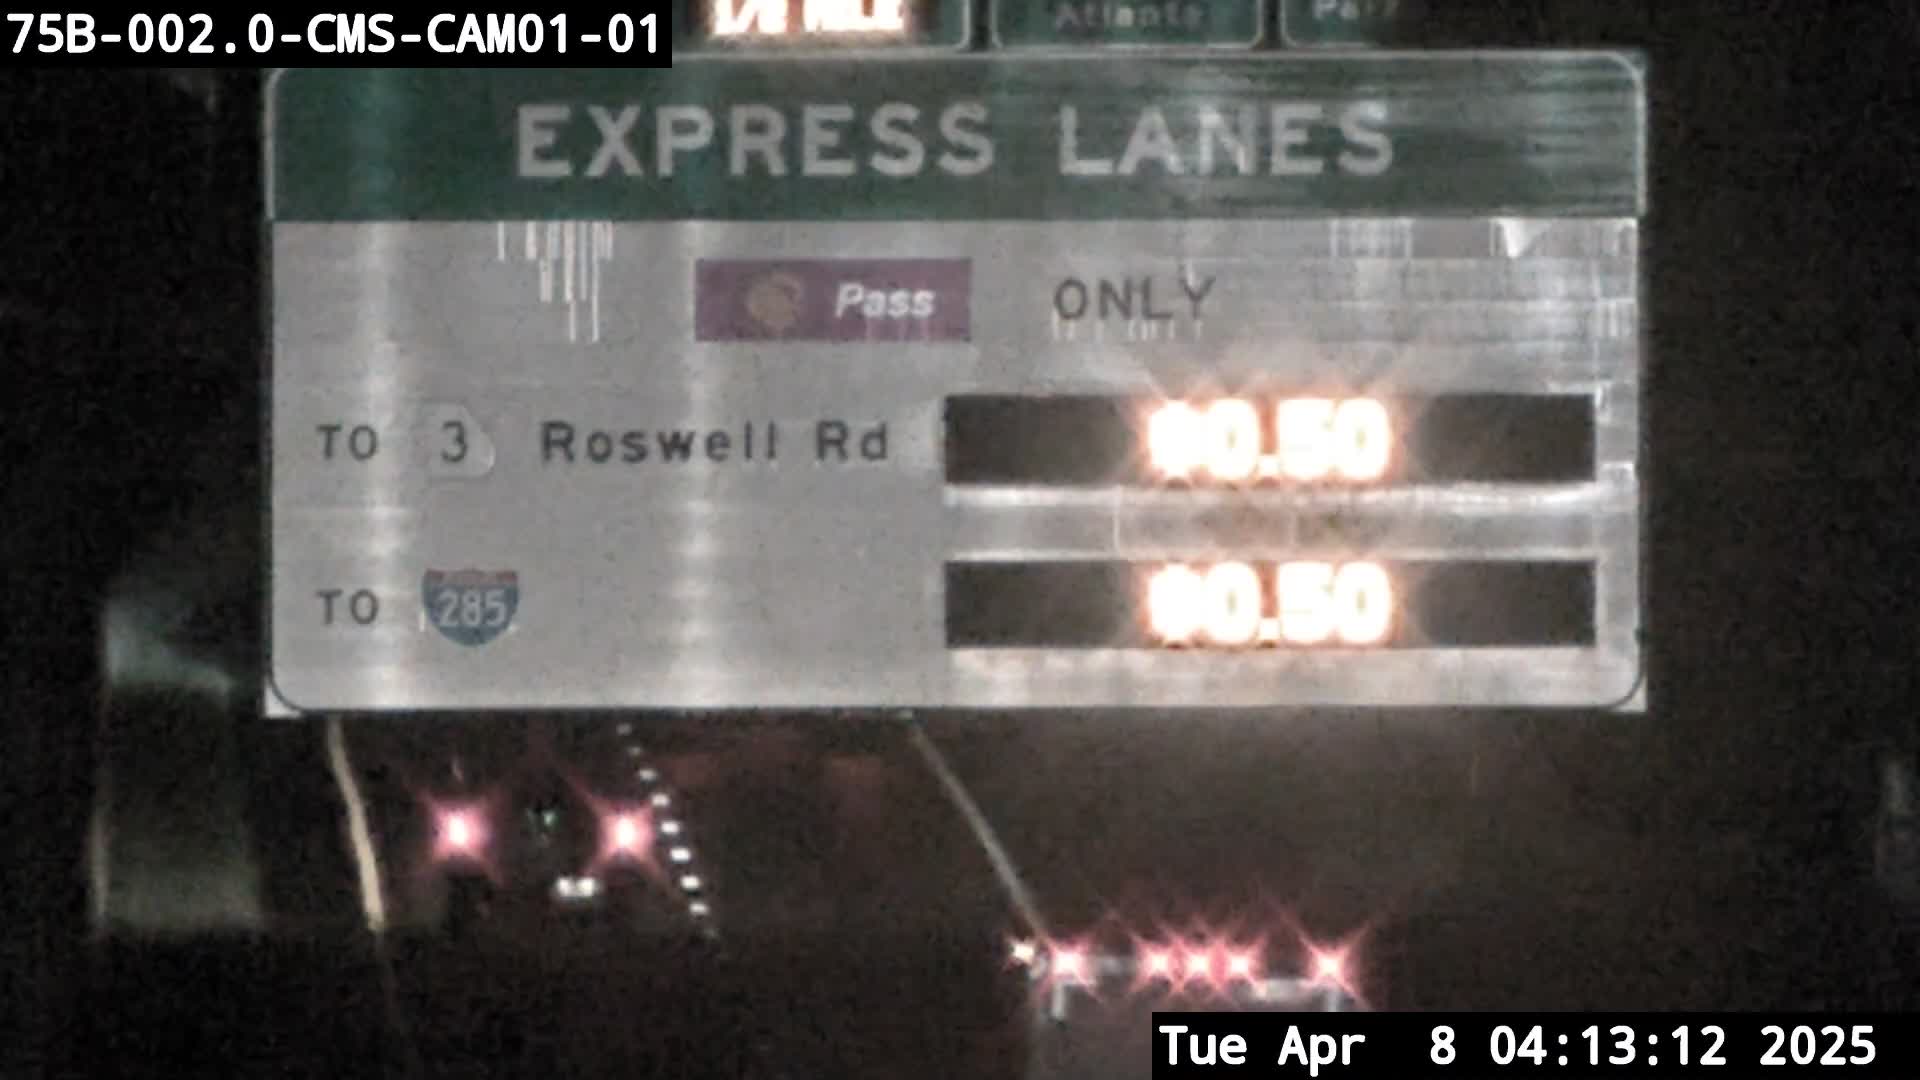 75B-002.0-CMS-CAM01-01
MILE
Atlanta
EXPRESS LANES
Pass ONLY
TO 3 Roswell Rd $0.50
TO 285 $0.50
Tue Apr 8 04:13:12 2025